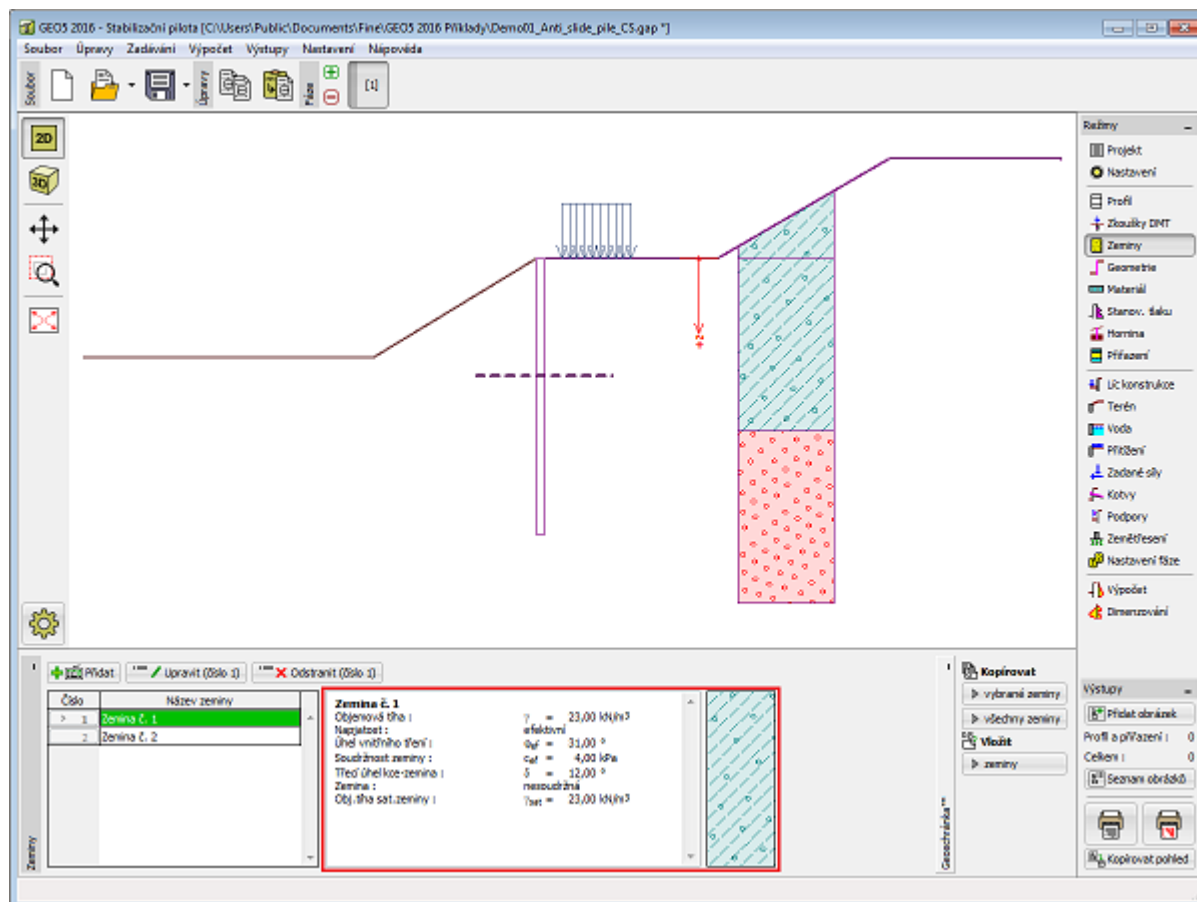 GEO5 2016 - Stabilizační pilota [C:\Users\Public\Documents\Fine\GEO5 2016 Příklady\Demo01_Anti_slide_pile_CS.gap *]
Soubor Úpravy Zadávání Výpočet Výstupy Nastavení Nápověda
Soubor
Úpravy
Fáze
[1]
2D
3D
+z
Režimy
Projekt
Nastavení
Profil
Zkoušky DMT
Zeminy
Geometrie
Materiál
Stanov. tlaku
Hornina
Přiřazení
Líc konstrukce
Terén
Voda
Přitížení
Zadané síly
Kotvy
Podpory
Zemětřesení
Nastavení fáze
Výpočet
Dimenzování
Zeminy
Přidat Upravit (číslo 1) Odstranit (číslo 1)
Číslo Název zeminy
> 1 Zemina č. 1
2 Zemina č. 2
Zemina č. 1
Objemová tíha : γ = 23,00 kN/m³
Napjatost : efektivní
Úhel vnitřního tření : φef = 31,00 °
Soudržnost zeminy : cef = 4,00 kPa
Třecí úhel kce-zemina : δ = 12,00 °
Zemina : nesoudržná
Obj.tíha sat.zeminy : γsat = 23,00 kN/m³
Geoschránka™
Kopírovat
vybrané zeminy
všechny zeminy
Vložit
zeminy
Výstupy
Přidat obrázek
Profil a přiřazení : 0
Celkem : 0
Seznam obrázků
Kopírovat pohled